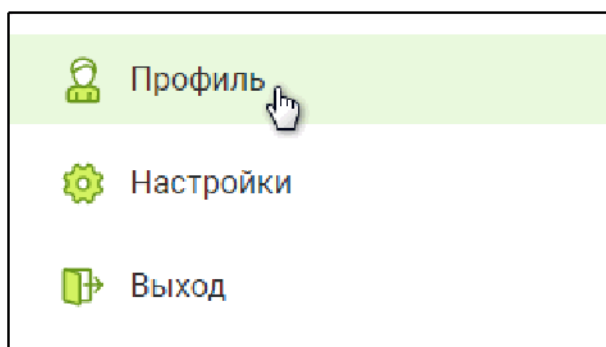 Профиль
Настройки
Выход